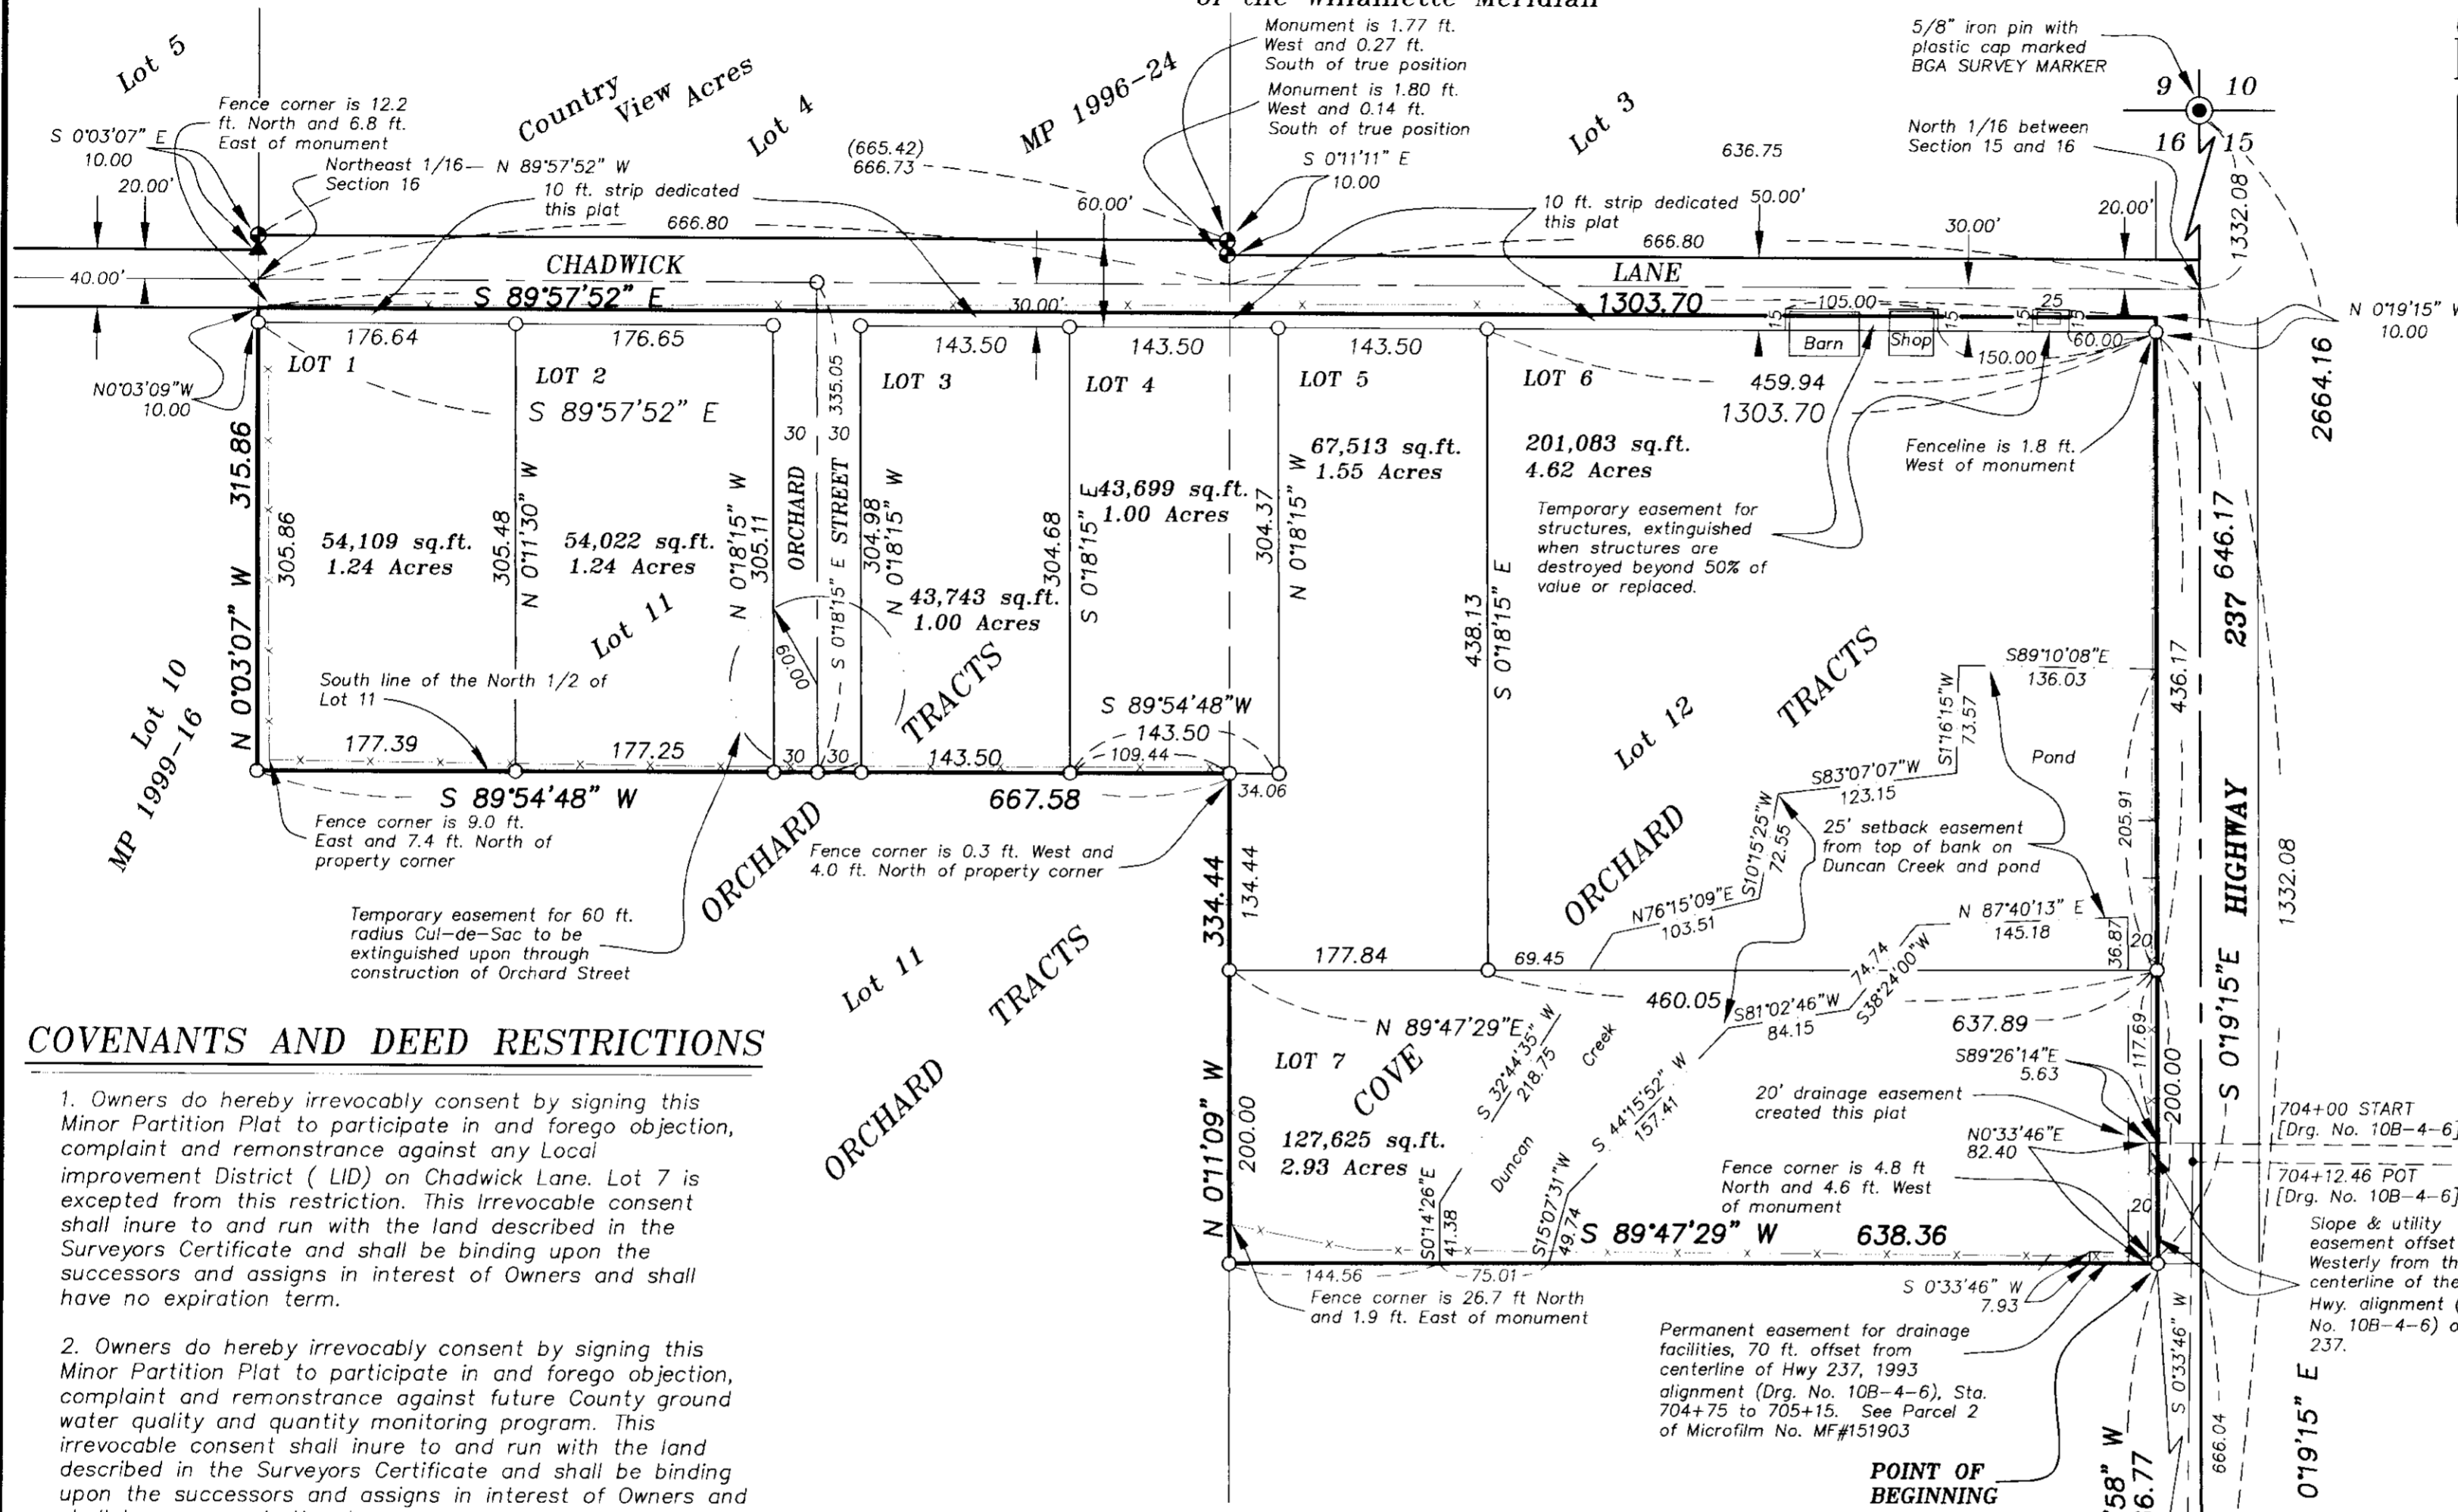 of the Willamette Meridian
Lot 5
Country
View Acres
Lot 4
MP 1996-24
Lot 3
Monument is 1.77 ft.
West and 0.27 ft.
South of true position
Monument is 1.80 ft.
West and 0.14 ft.
South of true position
5/8" iron pin with
plastic cap marked
BGA SURVEY MARKER
9 10
16 15
North 1/16 between
Section 15 and 16
Fence corner is 12.2
ft. North and 6.8 ft.
East of monument
S 0°03'07" E
10.00
20.00'
Northeast 1/16— N 89°57'52" W
Section 16
10 ft. strip dedicated
this plat
(665.42)
666.73
S 0°11'11" E
10.00
636.75
60.00'
666.80
10 ft. strip dedicated
this plat
50.00'
666.80
30.00'
20.00'
1332.08
40.00'
CHADWICK
LANE
S 89°57'52" E
30.00'
1303.70
105.00
25
15
15
15
15
Barn
Shop
150.00
60.00
N 0°19'15" W
10.00
2664.16
176.64
176.65
143.50
143.50
143.50
459.94
1303.70
LOT 1
LOT 2
LOT 3
LOT 4
LOT 5
LOT 6
S 89°57'52" E
N0°03'09"W
10.00
N 0°03'07" W 315.86
305.86
305.48
N 0°11'30" W
N 0°18'15" W
305.11
30 30
ORCHARD
STREET
335.05
S 0°18'15" E
304.98
N 0°18'15" W
304.68
S 0°18'15" E
304.37
N 0°18'15" W
438.13
S 0°18'15" E
54,109 sq.ft.
1.24 Acres
54,022 sq.ft.
1.24 Acres
43,743 sq.ft.
1.00 Acres
43,699 sq.ft.
1.00 Acres
67,513 sq.ft.
1.55 Acres
201,083 sq.ft.
4.62 Acres
Fenceline is 1.8 ft.
West of monument
Temporary easement for
structures, extinguished
when structures are
destroyed beyond 50% of
value or replaced.
237 646.17
436.17
HIGHWAY
S 0°19'15"E
1332.08
Lot 11
60.00
TRACTS
South line of the North 1/2 of
Lot 11
Lot 10
MP 1999-16
177.39
177.25
30 30
143.50
S 89°54'48"W
143.50
109.44
34.06
S 89°54'48" W
667.58
Fence corner is 9.0 ft.
East and 7.4 ft. North of
property corner
Fence corner is 0.3 ft. West and
4.0 ft. North of property corner
ORCHARD
Temporary easement for 60 ft.
radius Cul-de-Sac to be
extinguished upon through
construction of Orchard Street
Lot 11
TRACTS
ORCHARD
334.44
134.44
Lot 12
TRACTS
ORCHARD
S89°10'08"E
136.03
S1°16'15"W
73.57
Pond
S83°07'07"W
123.15
S10°15'25"W
72.55
25' setback easement
from top of bank on
Duncan Creek and pond
205.91
N76°15'09"E
103.51
N 87°40'13" E
145.18
36.87
20
74.74
S38°24'00"W
177.84
69.45
460.05
S81°02'46"W
84.15
637.89
N 89°47'29"E
LOT 7
COVE
S 32°44'35" W
218.75
Creek
Duncan
S 44°15'52" W
157.41
127,625 sq.ft.
2.93 Acres
N 0°11'09" W
200.00
117.69
200.00
S89°26'14"E
5.63
20' drainage easement
created this plat
N0°33'46"E
82.40
Fence corner is 4.8 ft
North and 4.6 ft. West
of monument
20
S0°14'26"E
41.38
S15°07'31"W
49.74
S 89°47'29" W
638.36
144.56
75.01
Fence corner is 26.7 ft North
and 1.9 ft. East of monument
S 0°33'46" W
7.93
704+00 START
[Drg. No. 10B-4-6]
704+12.46 POT
[Drg. No. 10B-4-6]
Slope & utility
easement offset
Westerly from th
centerline of the
Hwy. alignment (
No. 10B-4-6) o
237.
Permanent easement for drainage
facilities, 70 ft. offset from
centerline of Hwy 237, 1993
alignment (Drg. No. 10B-4-6), Sta.
704+75 to 705+15. See Parcel 2
of Microfilm No. MF#151903
POINT OF
BEGINNING
'58" W
6.77
S 0°33'46" W
666.04
0°19'15" E
COVENANTS AND DEED RESTRICTIONS
1. Owners do hereby irrevocably consent by signing this
Minor Partition Plat to participate in and forego objection,
complaint and remonstrance against any Local
improvement District ( LID) on Chadwick Lane. Lot 7 is
excepted from this restriction. This Irrevocable consent
shall inure to and run with the land described in the
Surveyors Certificate and shall be binding upon the
successors and assigns in interest of Owners and shall
have no expiration term.
2. Owners do hereby irrevocably consent by signing this
Minor Partition Plat to participate in and forego objection,
complaint and remonstrance against future County ground
water quality and quantity monitoring program. This
irrevocable consent shall inure to and run with the land
described in the Surveyors Certificate and shall be binding
upon the successors and assigns in interest of Owners and